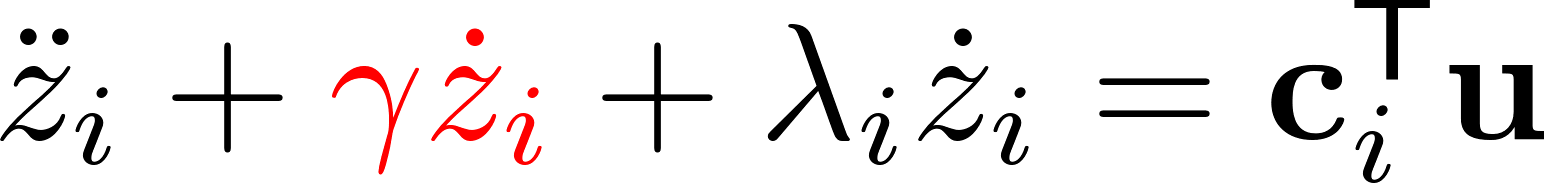 z̈ᵢ + γżᵢ + λᵢżᵢ = 𝐜ᵢᵀ𝐮